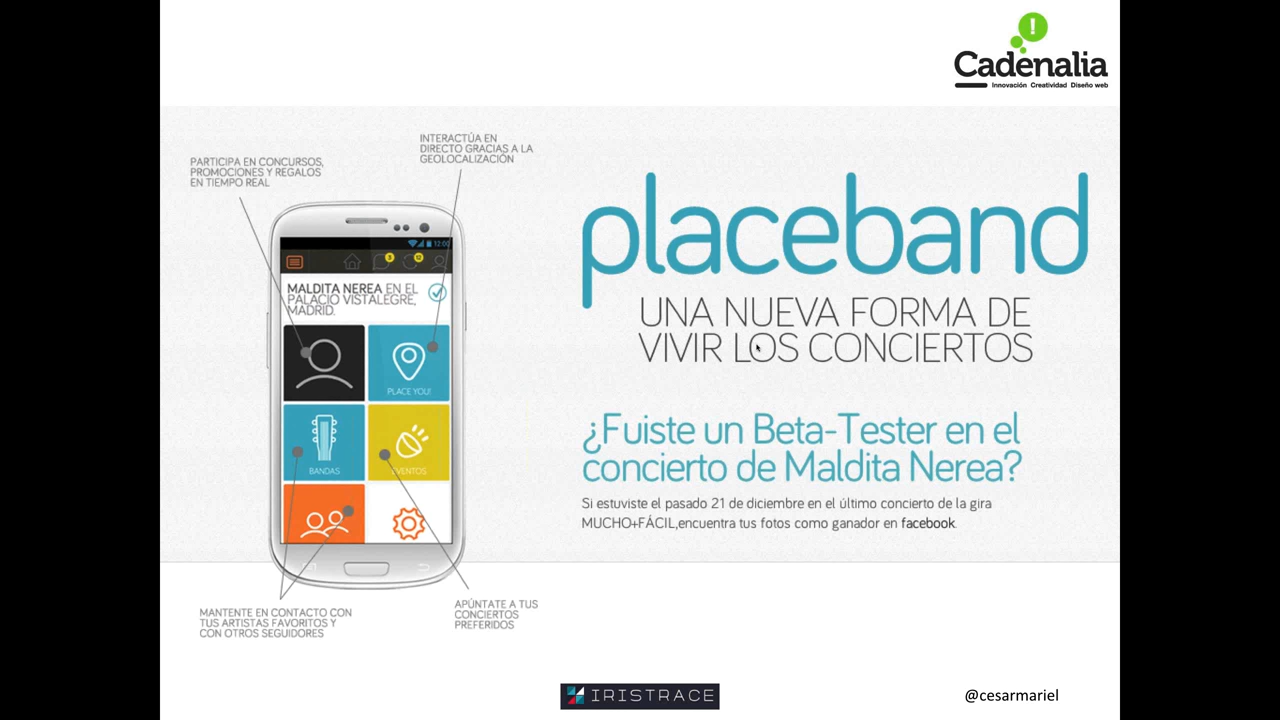 Cadenalia
Innovación Creatividad Diseño web
INTERACTÚA EN
DIRECTO GRACIAS A LA
GEOLOCALIZACIÓN
PARTICIPA EN CONCURSOS,
PROMOCIONES Y REGALOS
EN TIEMPO REAL
12:00
3
12
MALDITA NEREA EN EL
PALACIO VISTALEGRE,
MADRID.
PLACE YOU!
BANDAS
EVENTOS
MANTENTE EN CONTACTO CON
TUS ARTISTAS FAVORITOS Y
CON OTROS SEGUIDORES
APÚNTATE A TUS
CONCIERTOS
PREFERIDOS
placeband
UNA NUEVA FORMA DE
VIVIR LOS CONCIERTOS
¿Fuiste un Beta-Tester en el
concierto de Maldita Nerea?
Si estuviste el pasado 21 de diciembre en el último concierto de la gira
MUCHO+FÁCIL,encuentra tus fotos como ganador en facebook.
IRISTRACE
@cesarmariel